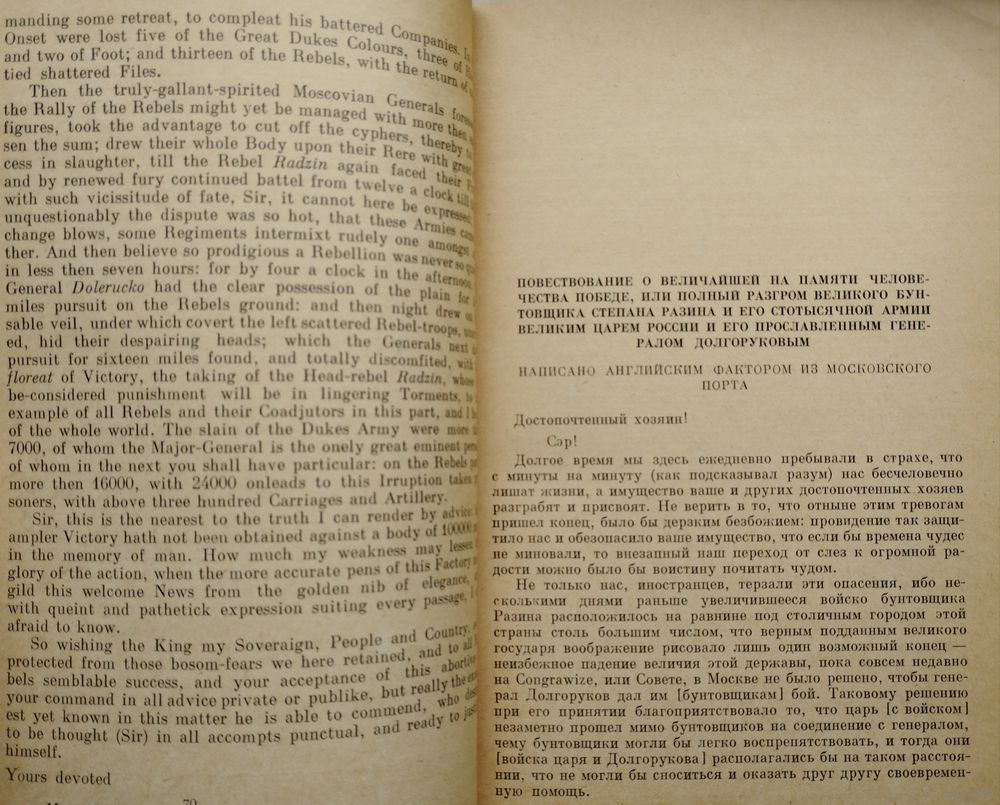 manding some retreat, to compleat his battered Companies. In
Onset were lost five of the Great Dukes Colours, three of
and two of Foot; and thirteen of the Rebels, with the return of
tied shattered Files.
Then the truly-gallant-spirited Moscovian Generals
the Rally of the Rebels might yet be managed with more then
figures, took the advantage to cut off the cyphers, thereby to
sen the sum; drew their whole Body upon their Rere with
cess in slaughter, till the Rebel Radzin again faced their
and by renewed fury continued battel from twelve a clock till
with such vicissitude of fate, Sir, it cannot here be expressed,
unquestionably the dispute was so hot, that these Armies
change blows, some Regiments intermixt rudely one amongst
ther. And then believe so prodigious a Rebellion was never so
in less then seven hours: for by four a clock in the afternoon
General Dolerucko had the clear possession of the plain for
miles pursuit on the Rebels ground: and then night drew
sable veil, under which covert the left scattered Rebel-troops,
ed, hid their despairing heads; which the Generals next
pursuit for sixteen miles found, and totally discomfited, with
floreat of Victory, the taking of the Head-rebel Radzin, whose
be-considered punishment will be in lingering Torments, to
example of all Rebels and their Coadjutors in this part, and
of the whole world. The slain of the Dukes Army were more
7000, of whom the Major-General is the onely great eminent
of whom in the next you shall have particular: on the Rebels
more then 16000, with 24000 onleads to this Irruption taken
soners, with above three hundred Carriages and Artillery.
Sir, this is the nearest to the truth I can render by advice:
ampler Victory hath not been obtained against a body of 100000
in the memory of man. How much my weakness may lessen
glory of the action, when the more accurate pens of this Factory
gild this welcome News from the golden nib of elegance,
with queint and pathetick expression suiting every passage,
afraid to know.
So wishing the King my Soveraign, People and Country,
protected from those bosom-fears we here retained, and to all
bels semblable success, and your acceptance of this abortive
your command in all advice private or publike, but really the
est yet known in this matter he is able to commend, who
to be thought (Sir) in all accompts punctual, and ready to
himself.
Yours devoted
70
ПОВЕСТВОВАНИЕ О ВЕЛИЧАЙШЕЙ НА ПАМЯТИ ЧЕЛОВЕ-
ЧЕСТВА ПОБЕДЕ, ИЛИ ПОЛНЫЙ РАЗГРОМ ВЕЛИКОГО БУН-
ТОВЩИКА СТЕПАНА РАЗИНА И ЕГО СТОТЫСЯЧНОЙ АРМИИ
ВЕЛИКИМ ЦАРЕМ РОССИИ И ЕГО ПРОСЛАВЛЕННЫМ ГЕНЕ-
РАЛОМ ДОЛГОРУКОВЫМ
НАПИСАНО АНГЛИЙСКИМ ФАКТОРОМ ИЗ МОСКОВСКОГО
ПОРТА
Достопочтенный хозяин!
Сэр!
Долгое время мы здесь ежедневно пребывали в страхе, что
с минуты на минуту (как подсказывал разум) нас бесчеловечно
лишат жизни, а имущество ваше и других достопочтенных хозяев
разграбят и присвоят. Не верить в то, что отныне этим тревогам
пришел конец, было бы дерзким безбожием: провидение так защи-
тило нас и обезопасило ваше имущество, что если бы времена чудес
не миновали, то внезапный наш переход от слез к огромной ра-
дости можно было бы воистину почитать чудом.
Не только нас, иностранцев, терзали эти опасения, ибо не-
сколькими днями раньше увеличившееся войско бунтовщика
Разина расположилось на равнине под столичным городом этой
страны столь большим числом, что верным подданным великого
государя воображение рисовало лишь один возможный конец —
неизбежное падение величия этой державы, пока совсем недавно
на Congrawize, или Совете, в Москве не было решено, чтобы гене-
рал Долгоруков дал им [бунтовщикам] бой. Таковому решению
при его принятии благоприятствовало то, что царь [с войском]
незаметно прошел мимо бунтовщиков на соединение с генералом,
чему бунтовщики могли бы легко воспрепятствовать, и тогда они
[войска царя и Долгорукова] располагались бы на таком расстоя-
нии, что не могли бы сноситься и оказать друг другу своевремен-
ную помощь.